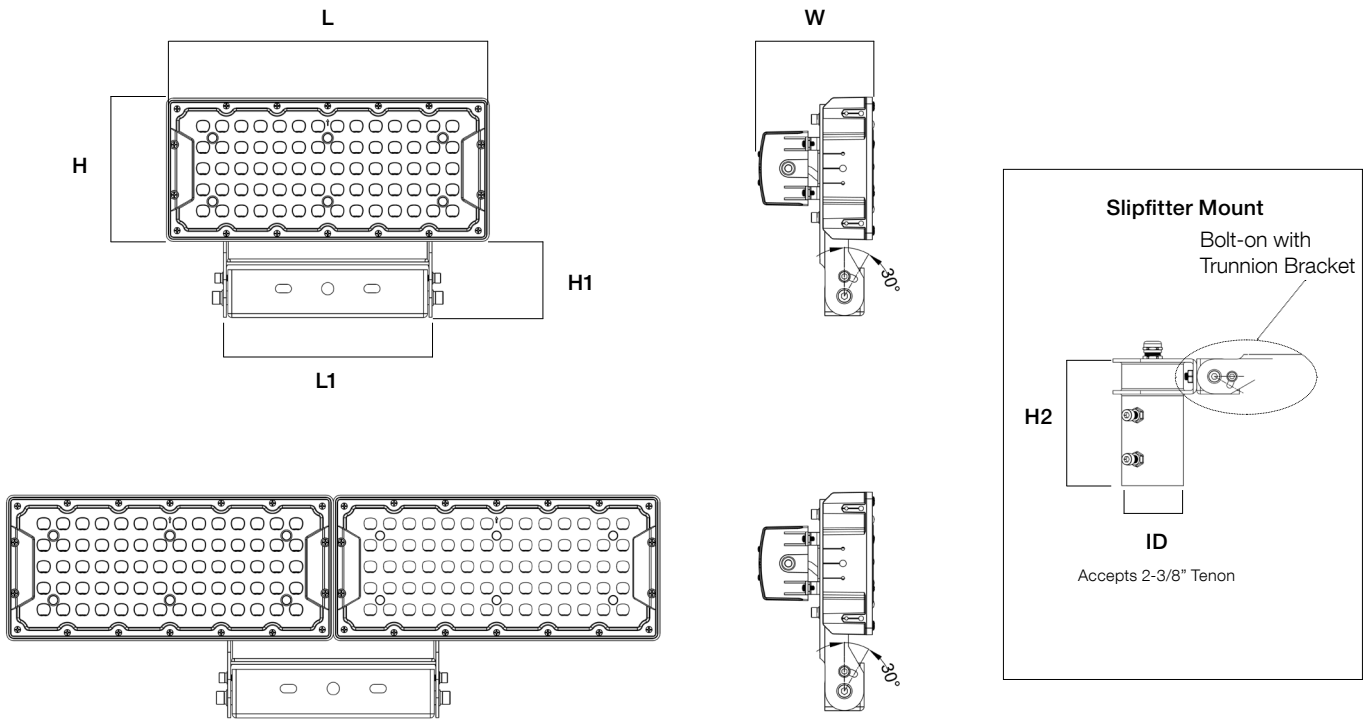 L
W
H
H1
L1
30°
Slipfitter Mount
Bolt-on with
Trunnion Bracket
H2
ID
Accepts 2-3/8” Tenon
30°